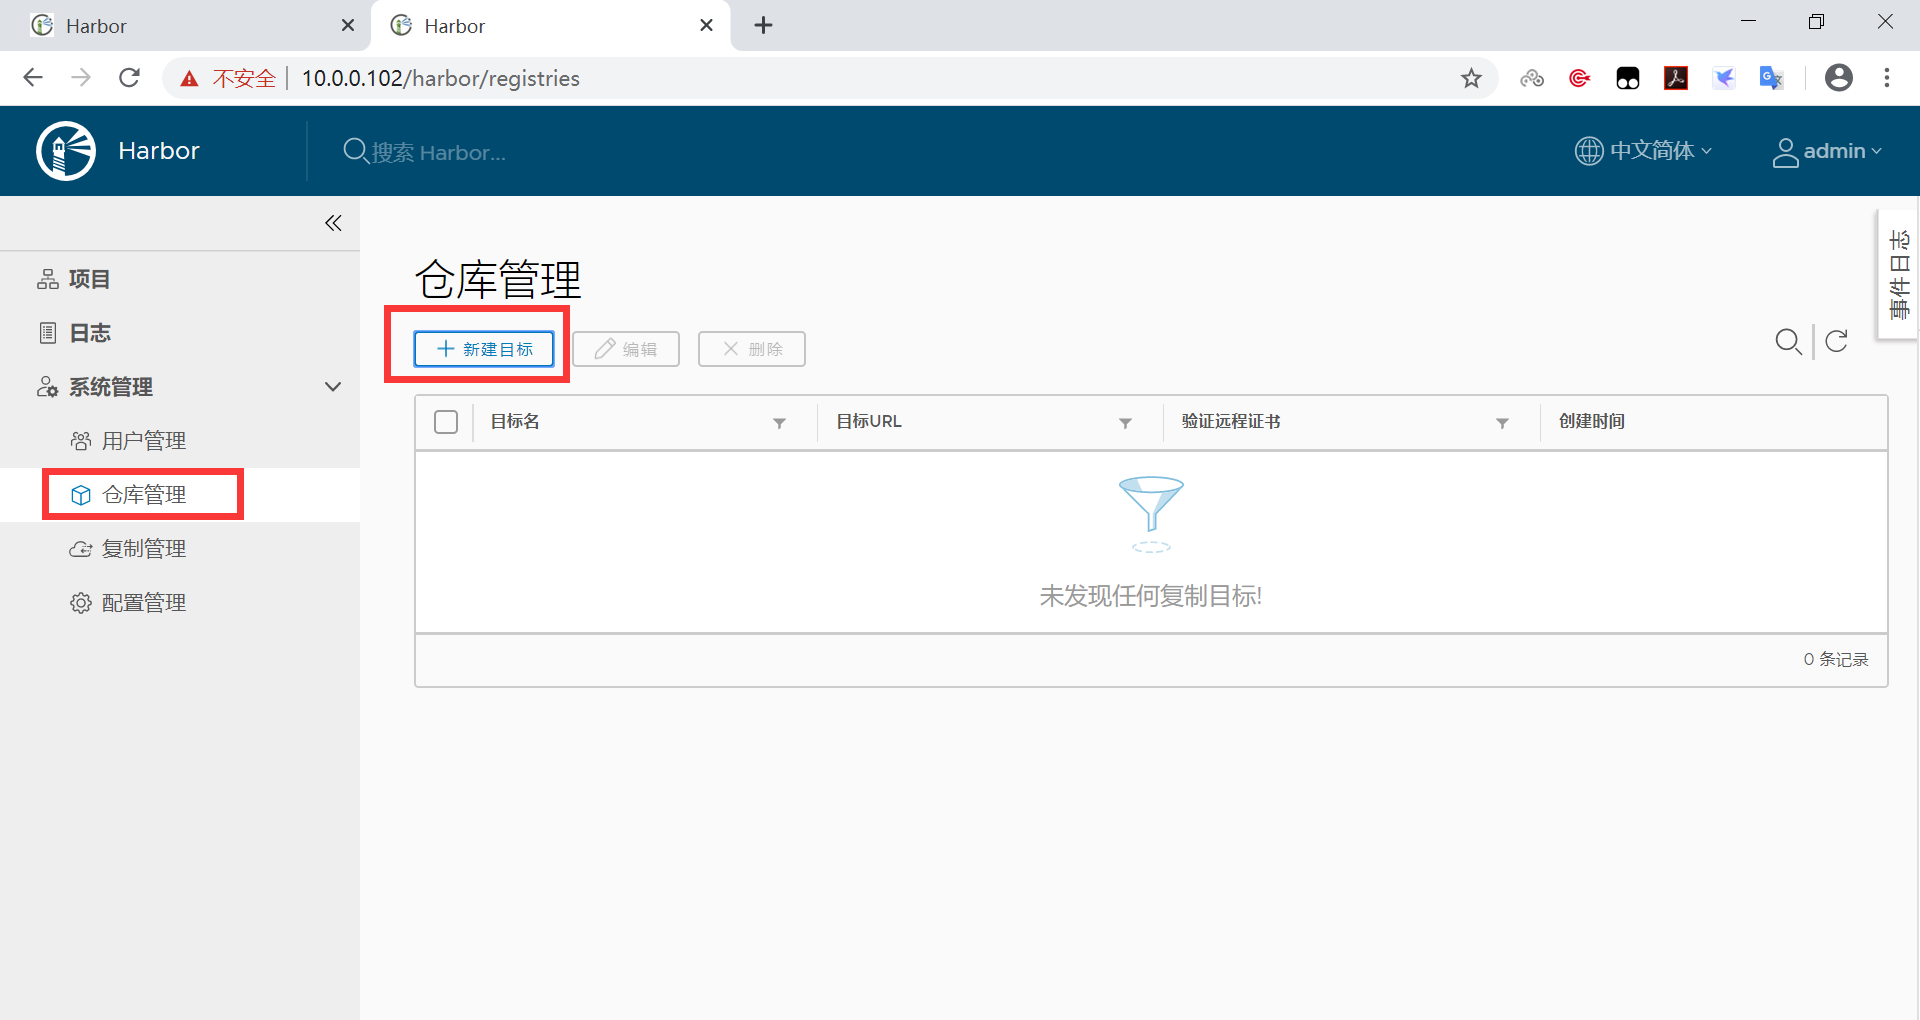 Harbor
Harbor
不安全
10.0.0.102/harbor/registries
Harbor
搜索 Harbor...
中文简体
admin
项目
日志
系统管理
用户管理
仓库管理
复制管理
配置管理
仓库管理
新建目标
编辑
删除
事件日志
目标名
目标URL
验证远程证书
创建时间
未发现任何复制目标!
0 条记录